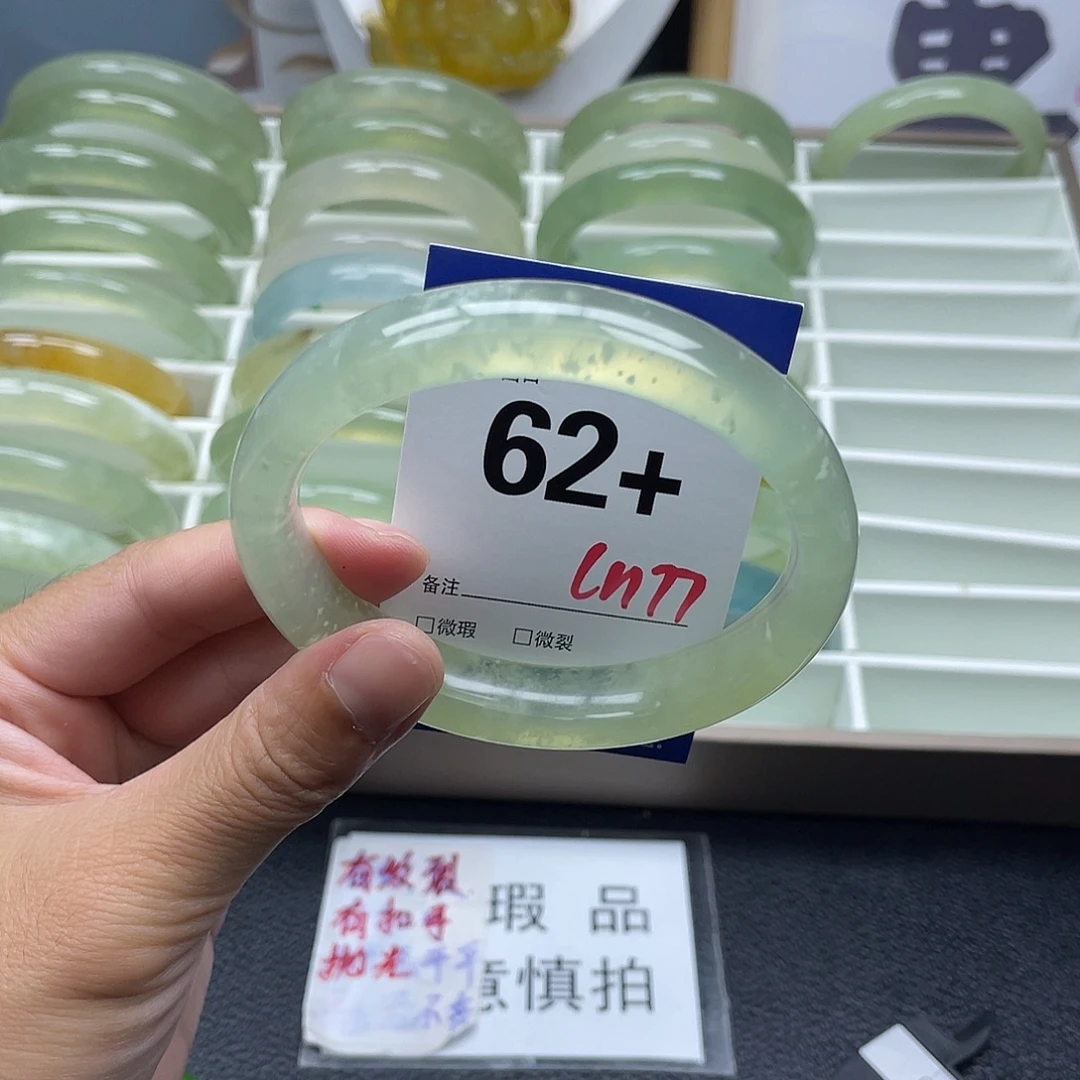 62+
备注
Ln77
□微瑕 □微裂
有纹裂
有扣手
抛光
瑕 品
意慎拍